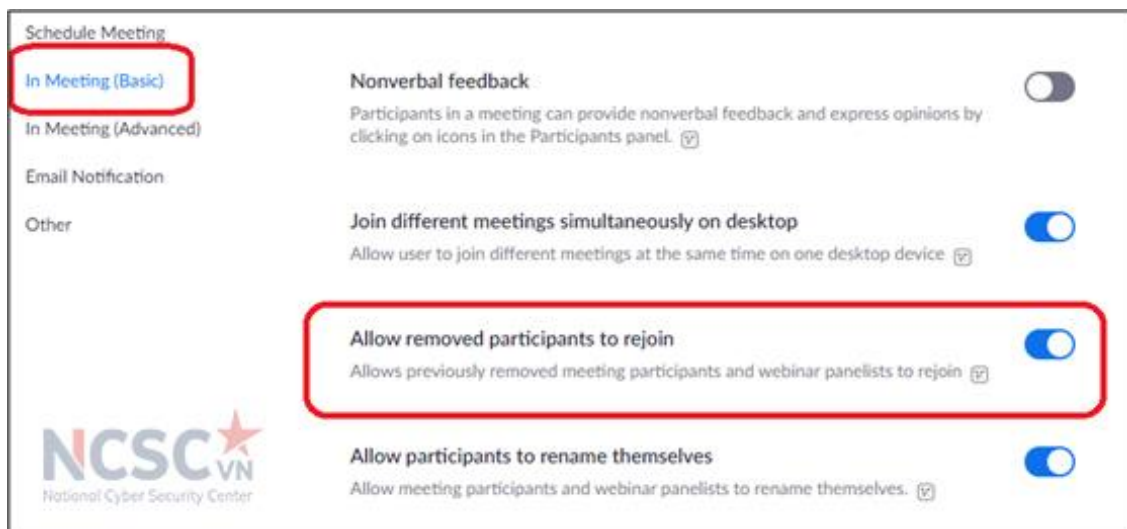 Schedule Meeting
In Meeting (Basic)
In Meeting (Advanced)
Email Notification
Other
Nonverbal feedback
Participants in a meeting can provide nonverbal feedback and express opinions by
clicking on icons in the Participants panel.
Join different meetings simultaneously on desktop
Allow user to join different meetings at the same time on one desktop device
Allow removed participants to rejoin
Allows previously removed meeting participants and webinar panelists to rejoin
Allow participants to rename themselves
Allow meeting participants and webinar panelists to rename themselves.
NCSC VN
National Cyber Security Center